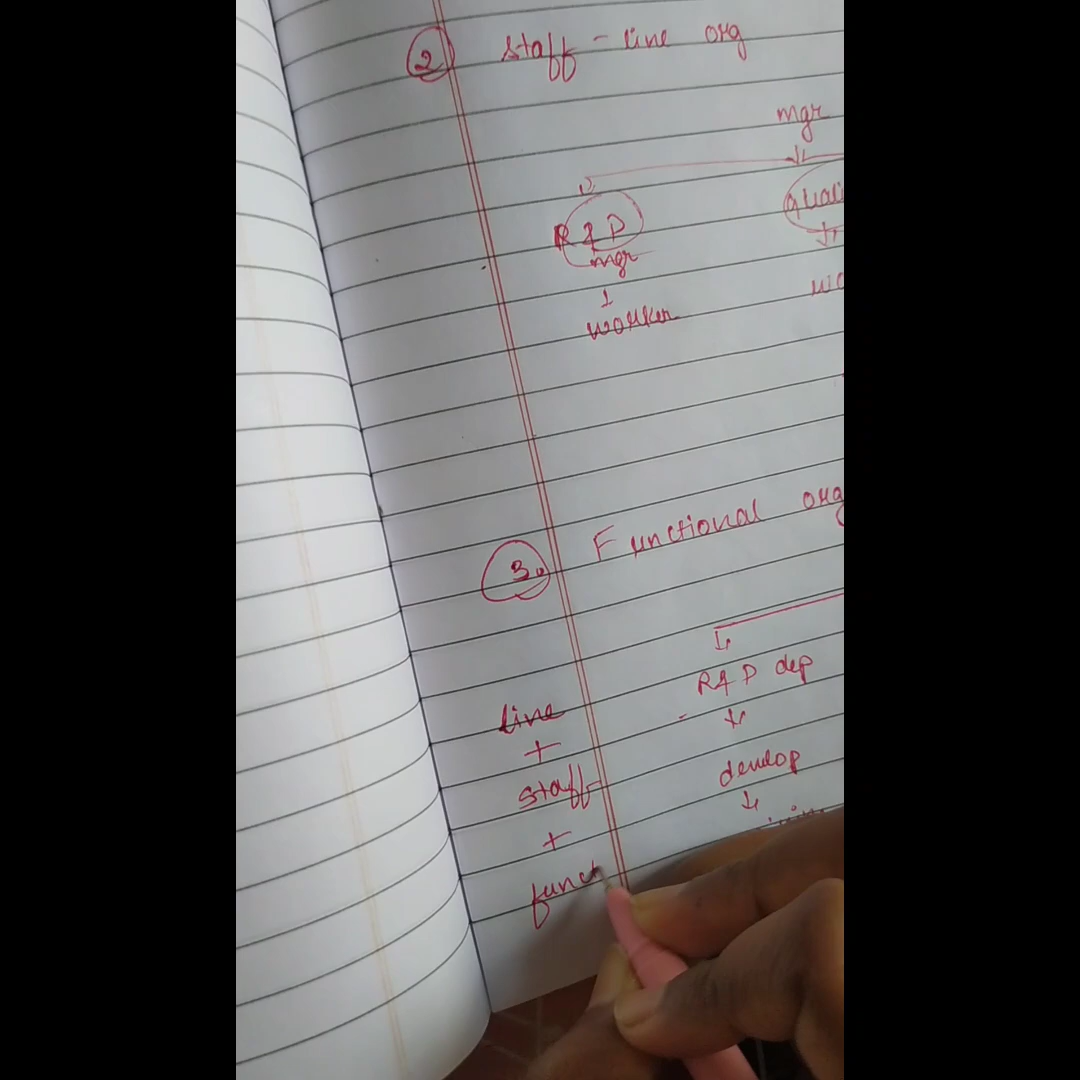 2 staff - line org
mgr
R & D
mgr
worker
3. Functional org
R & D dep
line
+
staff
+
develop
funct